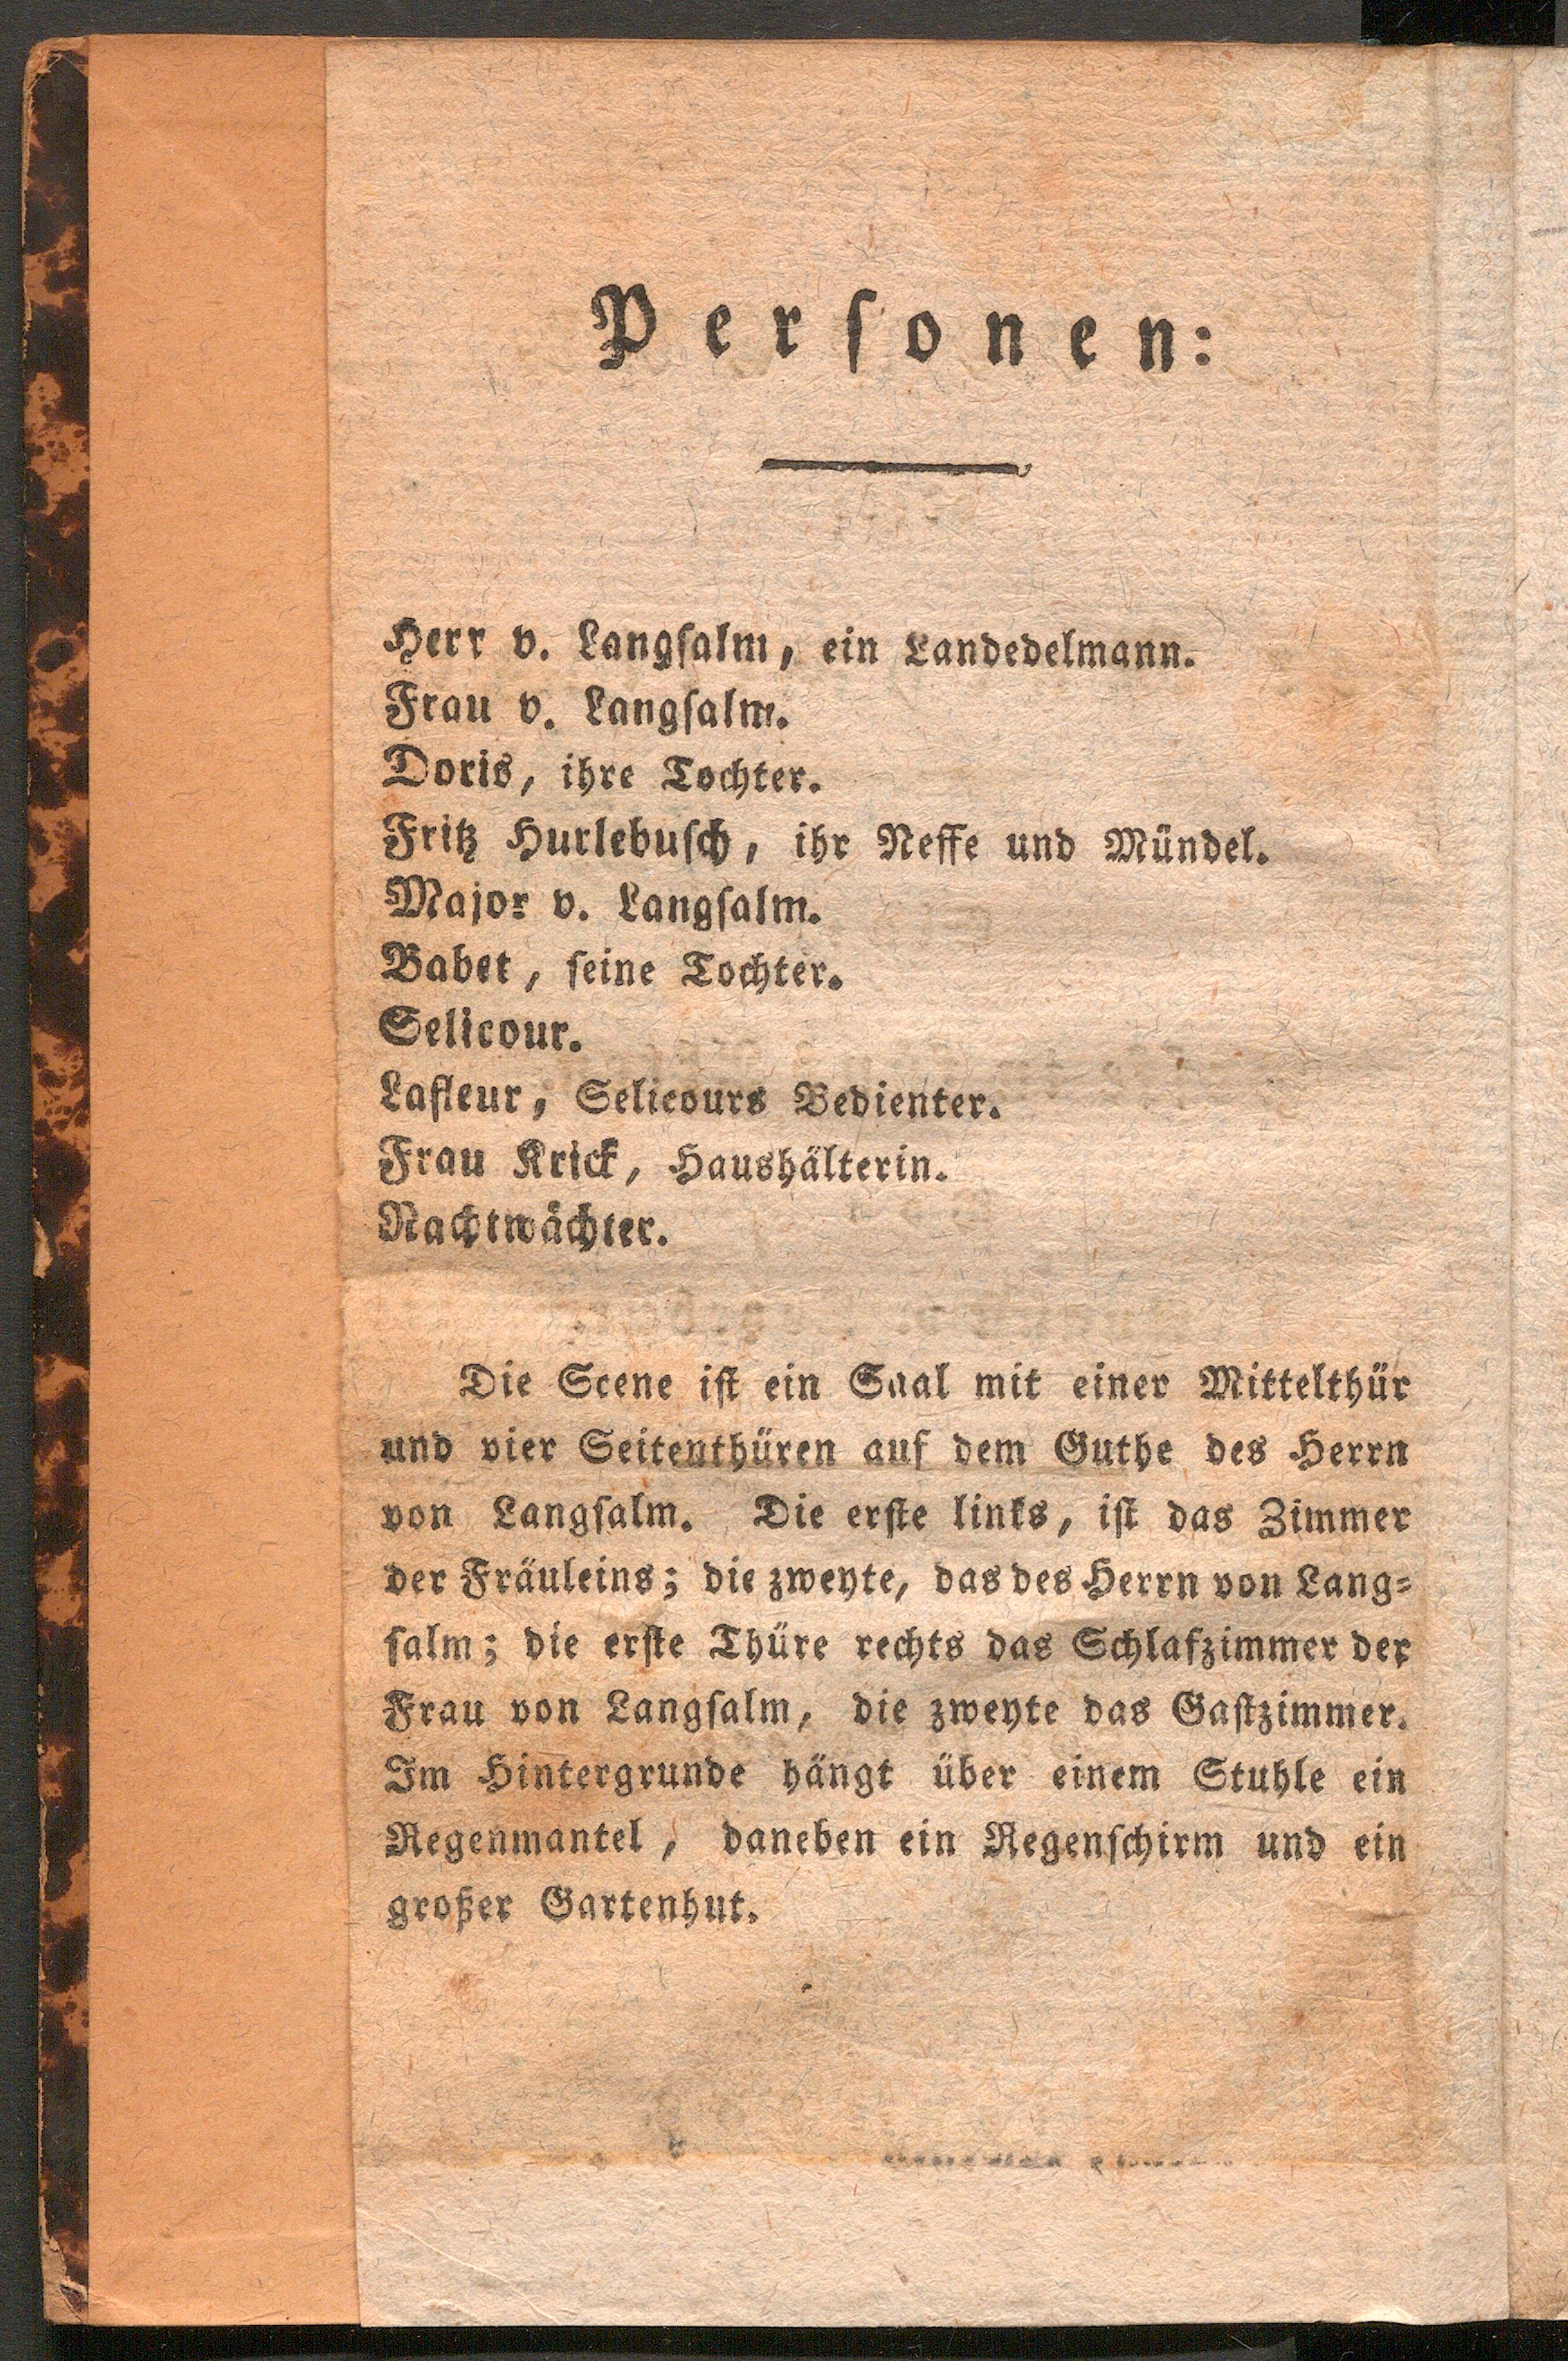 Perſonen:
Herr v. Langſalm, ein Landedelmann.
Frau v. Langſalm.
Doris, ihre Tochter.
Fritz Hurlebuſch, ihr Neffe und Mündel.
Major v. Langſalm.
Babet, ſeine Tochter.
Selicour.
Lafleur, Selicours Bedienter.
Frau Krick, Haushälterin.
Nachtwächter.
Die Scene iſt ein Saal mit einer Mittelthür
und vier Seitenthüren auf dem Guthe des Herrn
von Langſalm. Die erſte links, iſt das Zimmer
der Fräuleins; die zweyte, das des Herrn von Lang⸗
ſalm; die erſte Thüre rechts das Schlafzimmer der
Frau von Langſalm, die zweyte das Gaſtzimmer.
Im Hintergrunde hängt über einem Stuhle ein
Regenmantel, daneben ein Regenſchirm und ein
großer Gartenhut.